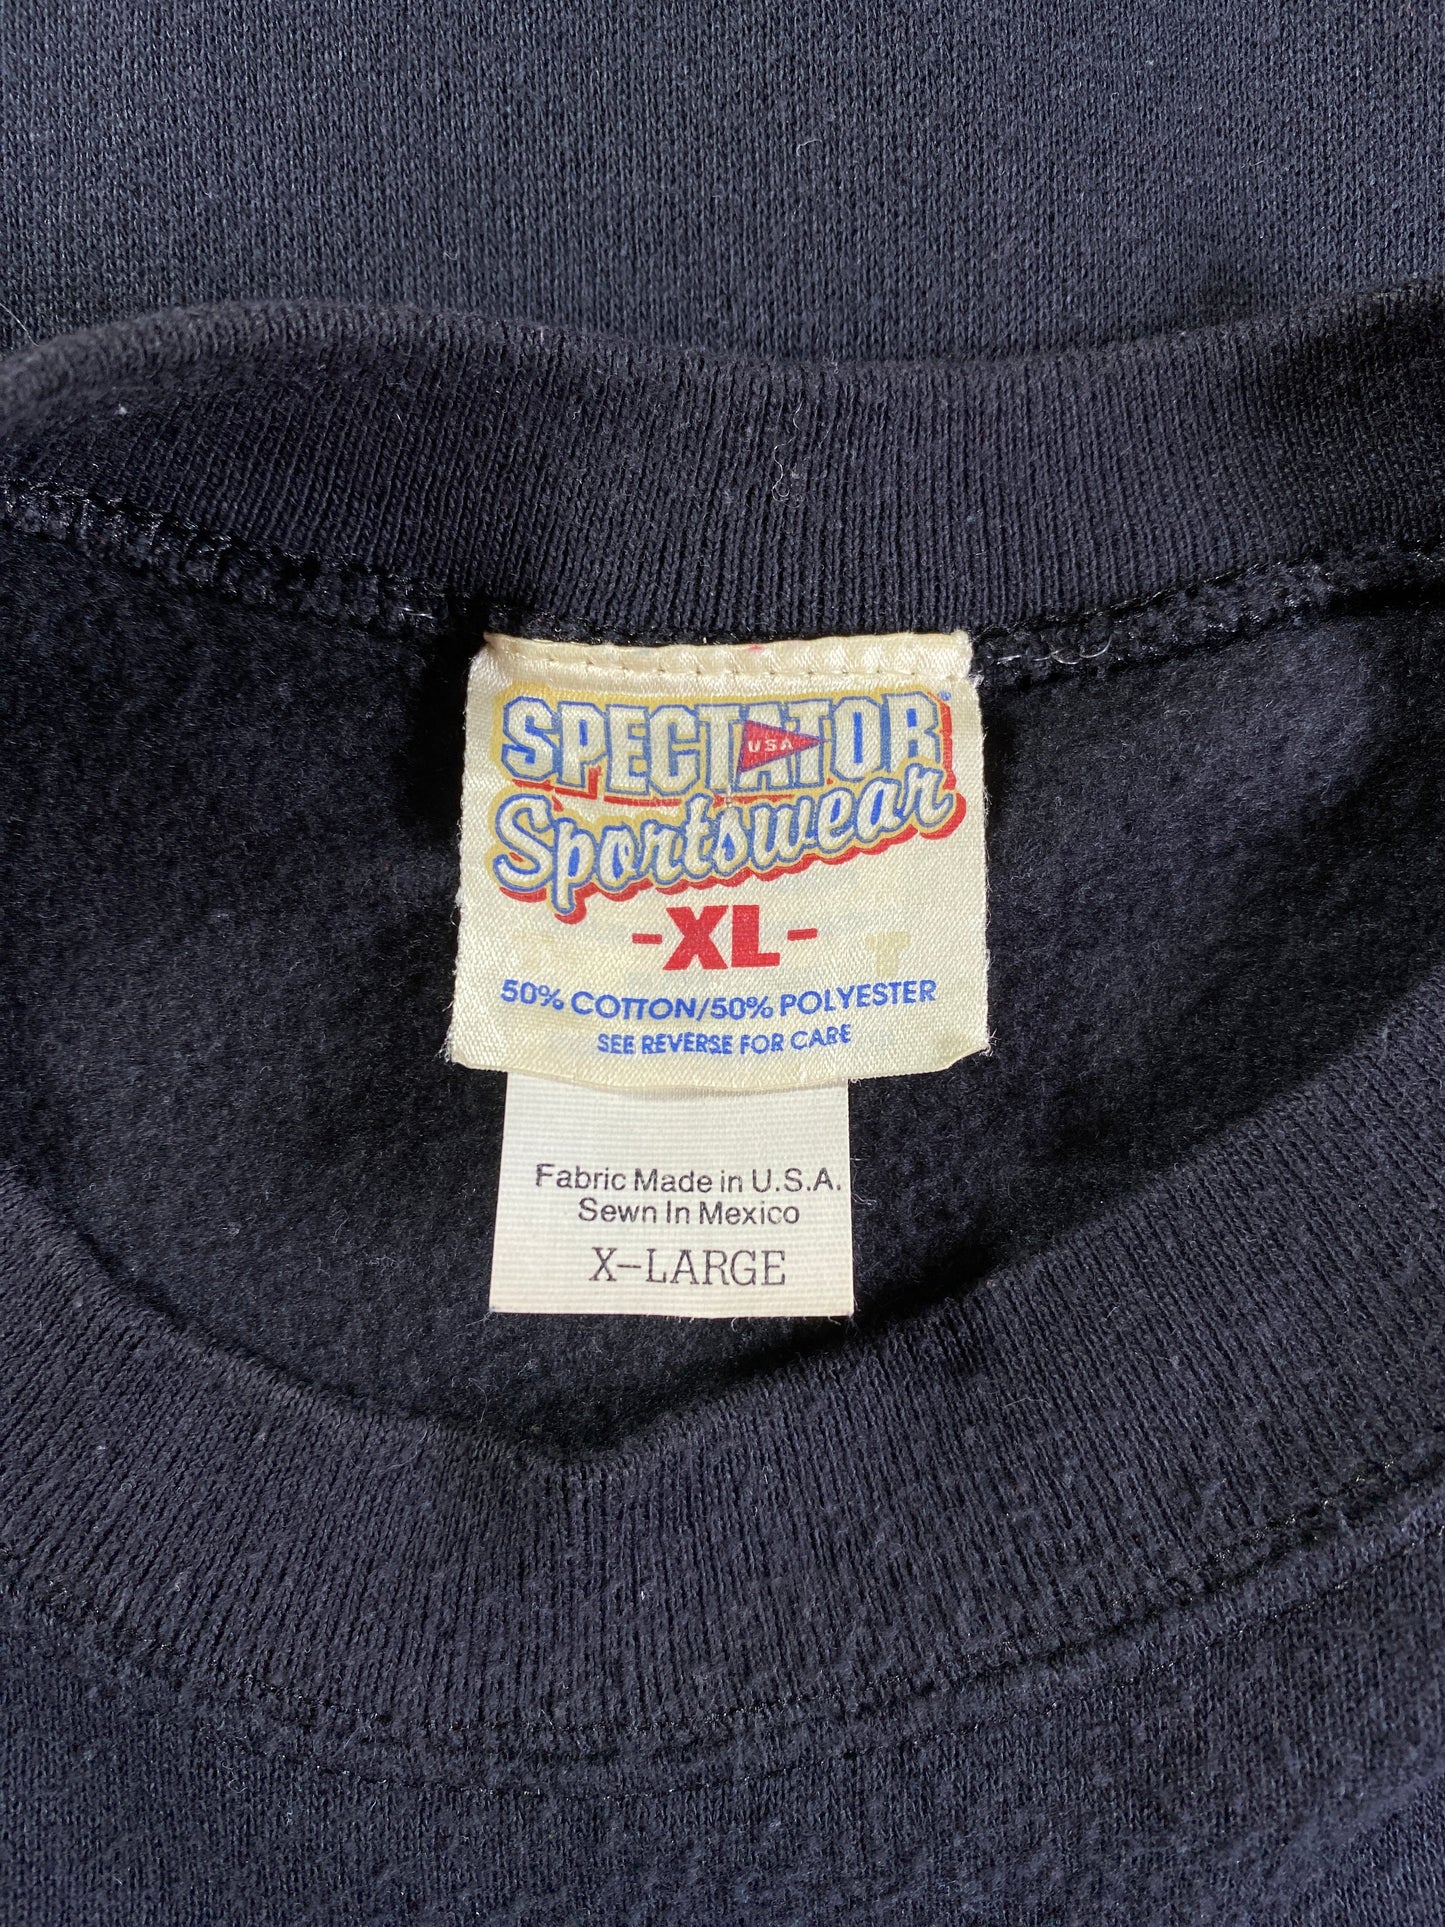 SPECTATOR®
USA
Sportswear
-XL-
50% COTTON/50% POLYESTER
SEE REVERSE FOR CARE
Fabric Made in U.S.A.
Sewn In Mexico
X-LARGE